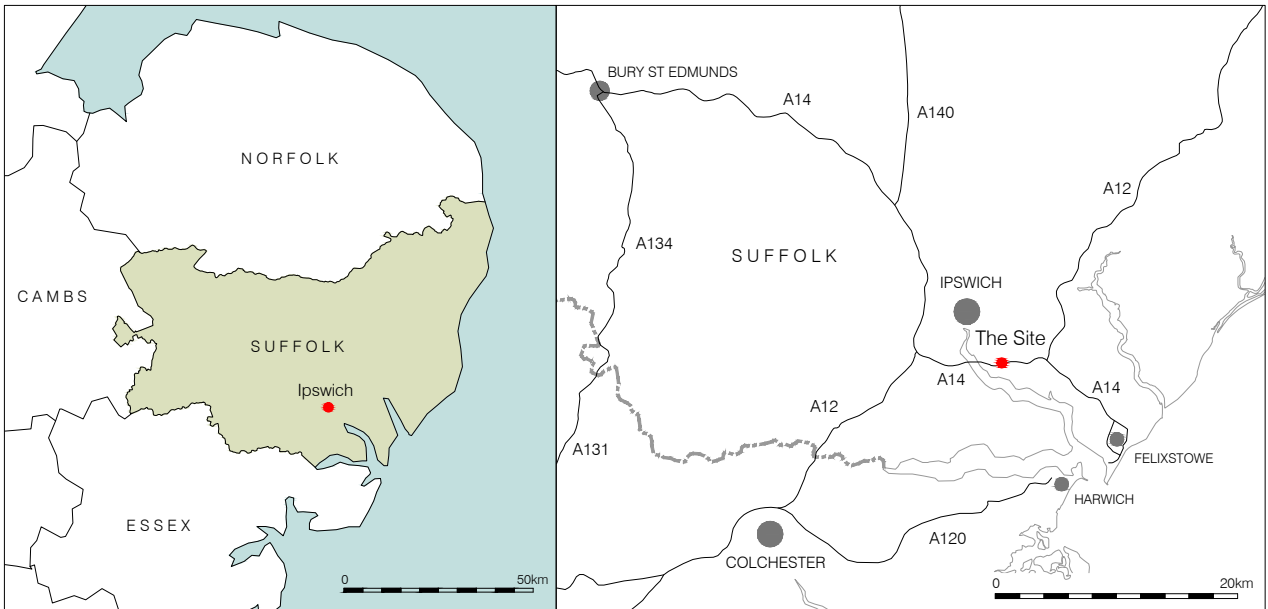 NORFOLK
CAMBS
SUFFOLK
Ipswich
ESSEX
0 50km
BURY ST EDMUNDS
A14
A140
A12
A134
SUFFOLK
IPSWICH
The Site
A14
A14
A12
A131
FELIXSTOWE
HARWICH
A120
COLCHESTER
0 20km